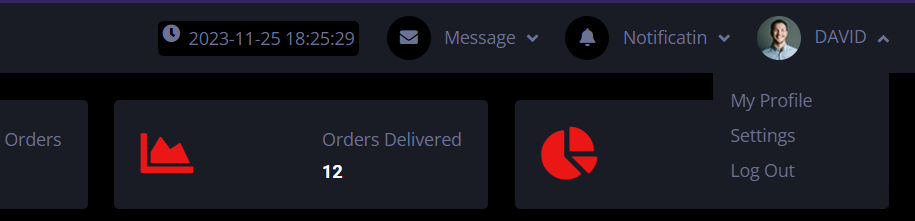 2023-11-25 18:25:29
Message
Notificatin
DAVID
My Profile
Settings
Log Out
Orders
Orders Delivered
12